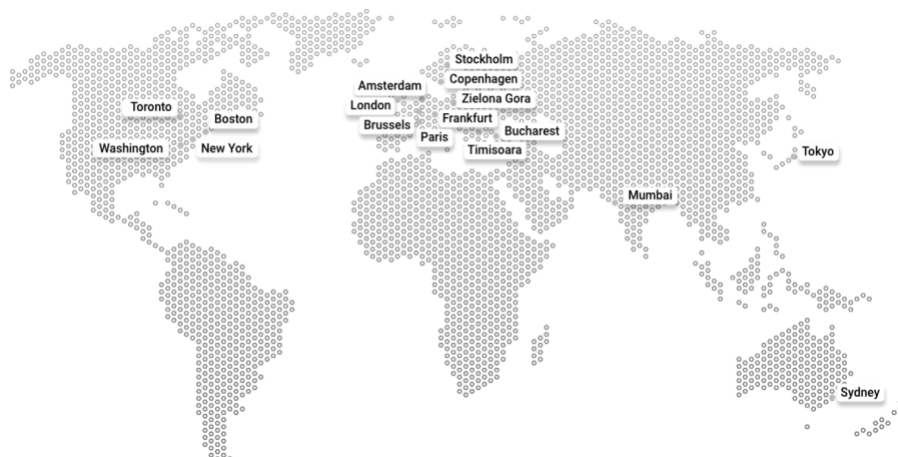 Stockholm
Copenhagen
Amsterdam
Zielona Gora
London
Toronto
Frankfurt
Boston
Brussels
Bucharest
Paris
Washington
New York
Timisoara
Tokyo
Mumbai
Sydney